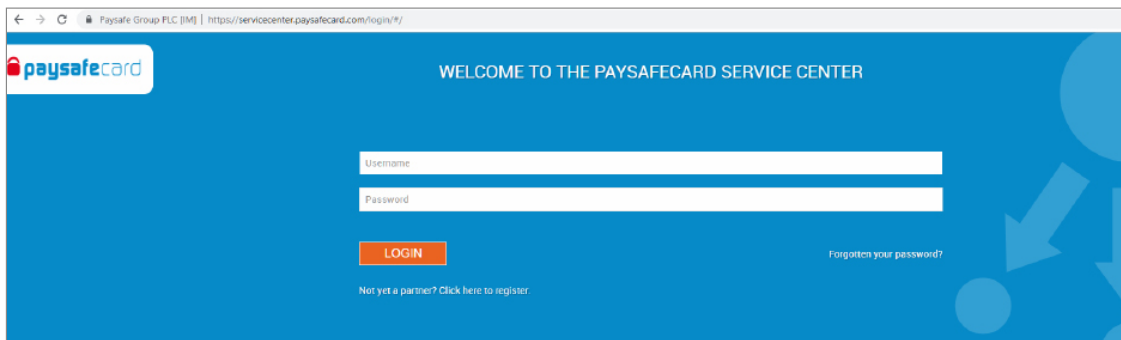 Paysafe Group PLC [IM] | https://servicecenter.paysafecard.com/login/#/
paysafecard
WELCOME TO THE PAYSAFECARD SERVICE CENTER
Username
Password
LOGIN
Forgotten your password?
Not yet a partner? Click here to register.